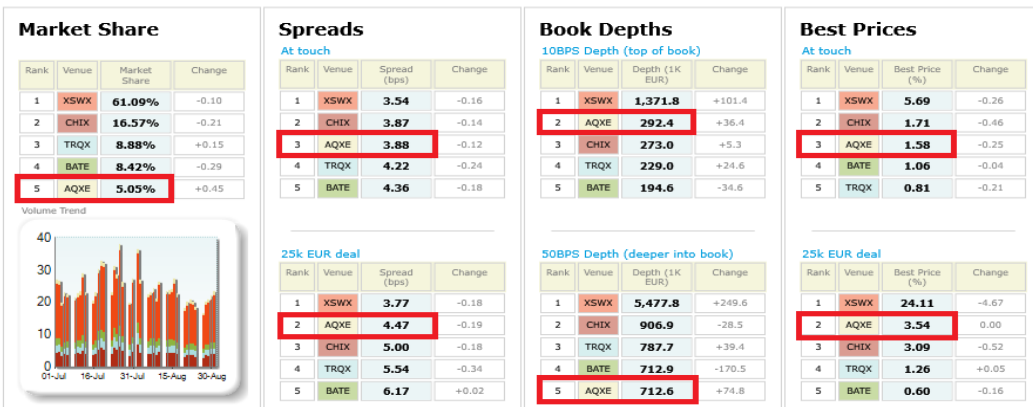 Market Share
Rank Venue Market Share Change
1 XSWX 61.09% -0.10
2 CHIX 16.57% -0.21
3 TRQX 8.88% +0.15
4 BATE 8.42% -0.29
5 AQXE 5.05% +0.45
Volume Trend
40
30
20
10
0
01-Jul 16-Jul 31-Jul 15-Aug 30-Aug
Spreads
At touch
Rank Venue Spread (bps) Change
1 XSWX 3.54 -0.16
2 CHIX 3.87 -0.14
3 AQXE 3.88 -0.12
4 TRQX 4.22 -0.24
5 BATE 4.36 -0.18
25k EUR deal
Rank Venue Spread (bps) Change
1 XSWX 3.77 -0.18
2 AQXE 4.47 -0.19
3 CHIX 5.00 -0.18
4 TRQX 5.54 -0.34
5 BATE 6.17 +0.02
Book Depths
10BPS Depth (top of book)
Rank Venue Depth (1K EUR) Change
1 XSWX 1,371.8 +101.4
2 AQXE 292.4 +36.4
3 CHIX 273.0 +5.3
4 TRQX 229.0 +24.6
5 BATE 194.6 -34.6
50BPS Depth (deeper into book)
Rank Venue Depth (1K EUR) Change
1 XSWX 5,477.8 +249.6
2 CHIX 906.9 -28.5
3 TRQX 787.7 +39.4
4 BATE 712.9 -170.5
5 AQXE 712.6 +74.8
Best Prices
At touch
Rank Venue Best Price (%) Change
1 XSWX 5.69 -0.26
2 CHIX 1.71 -0.46
3 AQXE 1.58 -0.25
4 BATE 1.06 -0.04
5 TRQX 0.81 -0.21
25k EUR deal
Rank Venue Best Price (%) Change
1 XSWX 24.11 -4.67
2 AQXE 3.54 0.00
3 CHIX 3.09 -0.52
4 TRQX 1.26 +0.05
5 BATE 0.60 -0.16